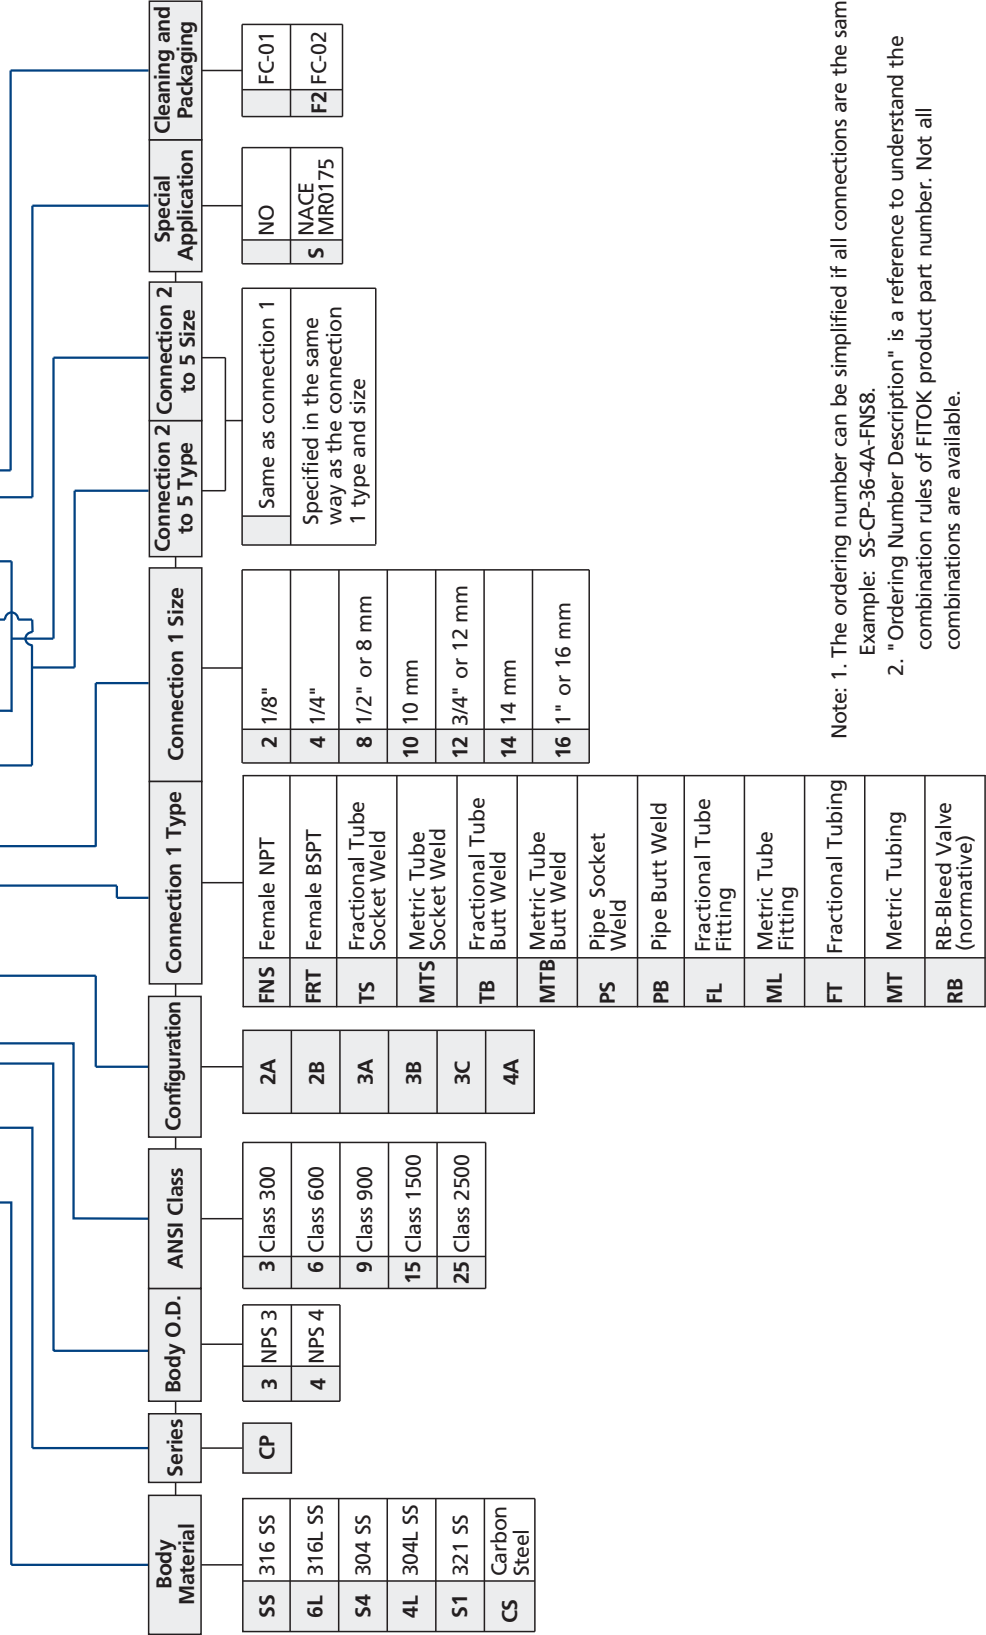 Body
Material
SS 316 SS
6L 316L SS
S4 304 SS
4L 304L SS
S1 321 SS
CS Carbon
Steel
Series
CP
Body O.D.
3 NPS 3
4 NPS 4
ANSI Class
3 Class 300
6 Class 600
9 Class 900
15 Class 1500
25 Class 2500
Configuration
2A
2B
3A
3B
3C
4A
Connection 1 Type
FNS Female NPT
FRT Female BSPT
TS Fractional Tube
Socket Weld
MTS Metric Tube
Socket Weld
TB Fractional Tube
Butt Weld
MTB Metric Tube
Butt Weld
PS Pipe Socket
Weld
PB Pipe Butt Weld
FL Fractional Tube
Fitting
ML Metric Tube
Fitting
FT Fractional Tubing
MT Metric Tubing
RB RB-Bleed Valve
(normative)
Connection 1 Size
2 1/8"
4 1/4"
8 1/2" or 8 mm
10 10 mm
12 3/4" or 12 mm
14 14 mm
16 1" or 16 mm
Connection 2
to 5 Type
Connection 2
to 5 Size
Same as connection 1
Specified in the same
way as the connection
1 type and size
Special
Application
NO
S NACE
MR0175
Cleaning and
Packaging
FC-01
F2 FC-02
Note: 1. The ordering number can be simplified if all connections are the sam
Example: SS-CP-36-4A-FNS8.
2. "Ordering Number Description" is a reference to understand the
combination rules of FITOK product part number. Not all
combinations are available.